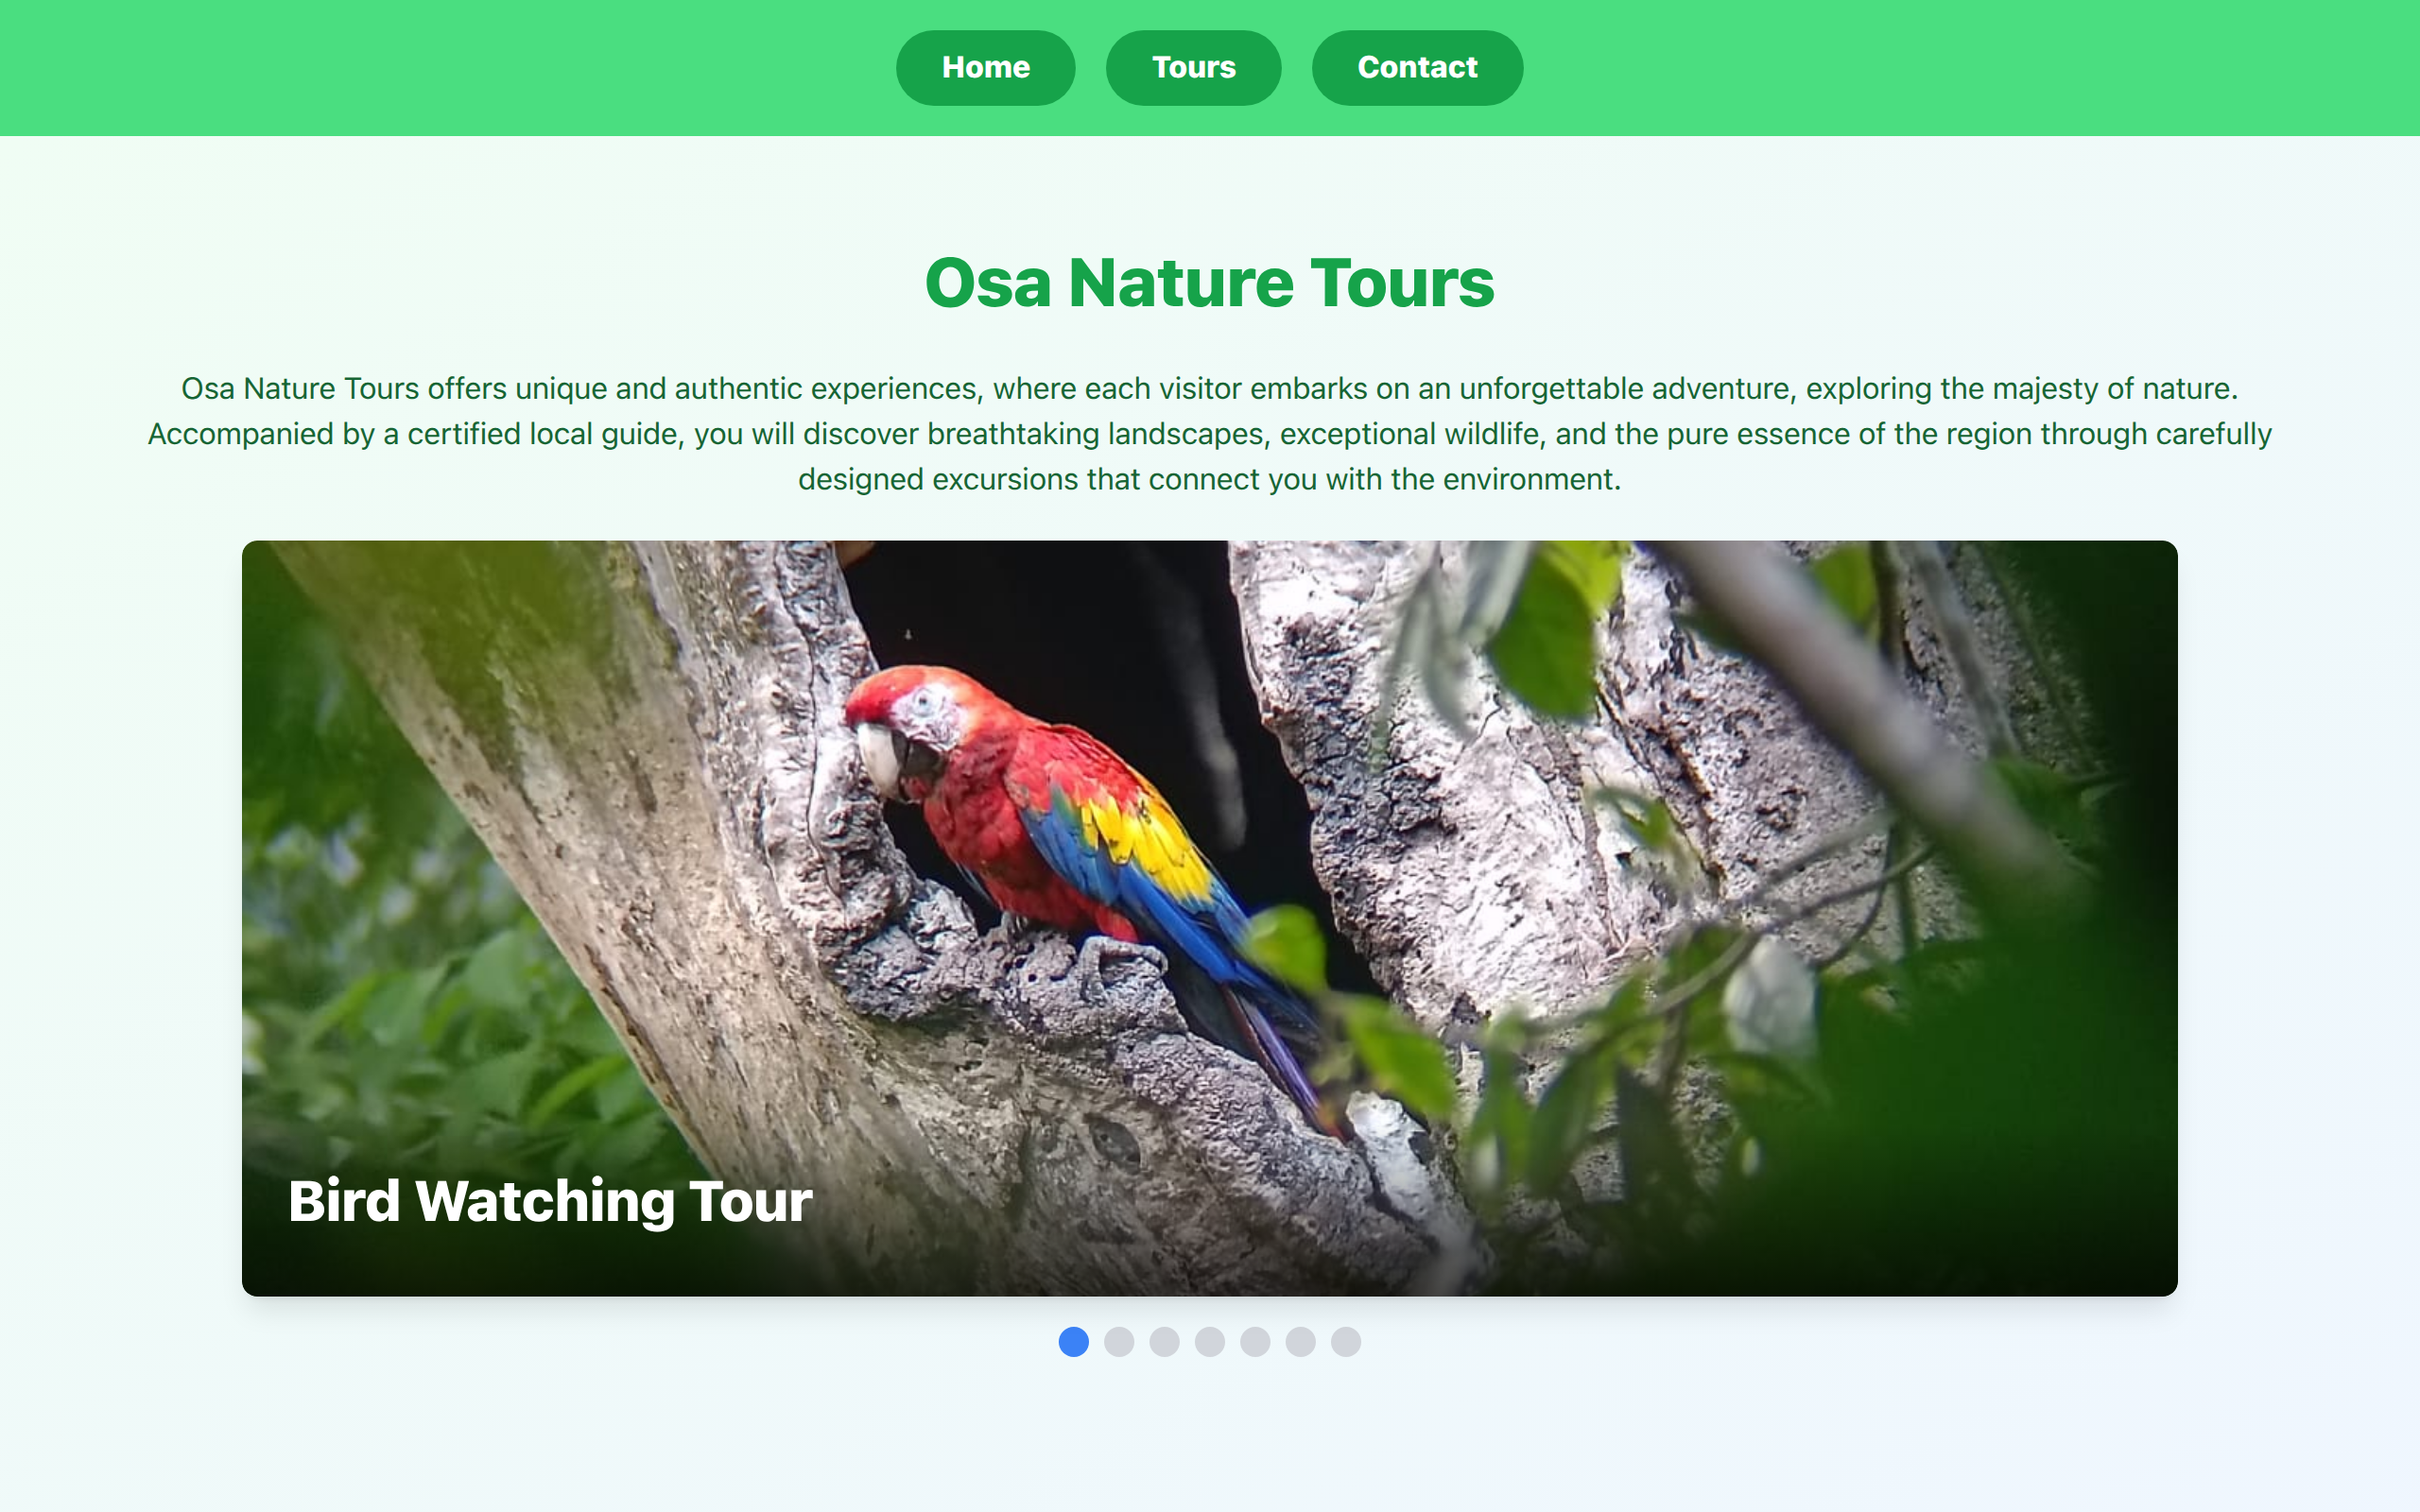 Home
Tours
Contact
Osa Nature Tours
Osa Nature Tours offers unique and authentic experiences, where each visitor embarks on an unforgettable adventure, exploring the majesty of nature.
Accompanied by a certified local guide, you will discover breathtaking landscapes, exceptional wildlife, and the pure essence of the region through carefully
designed excursions that connect you with the environment.
Bird Watching Tour